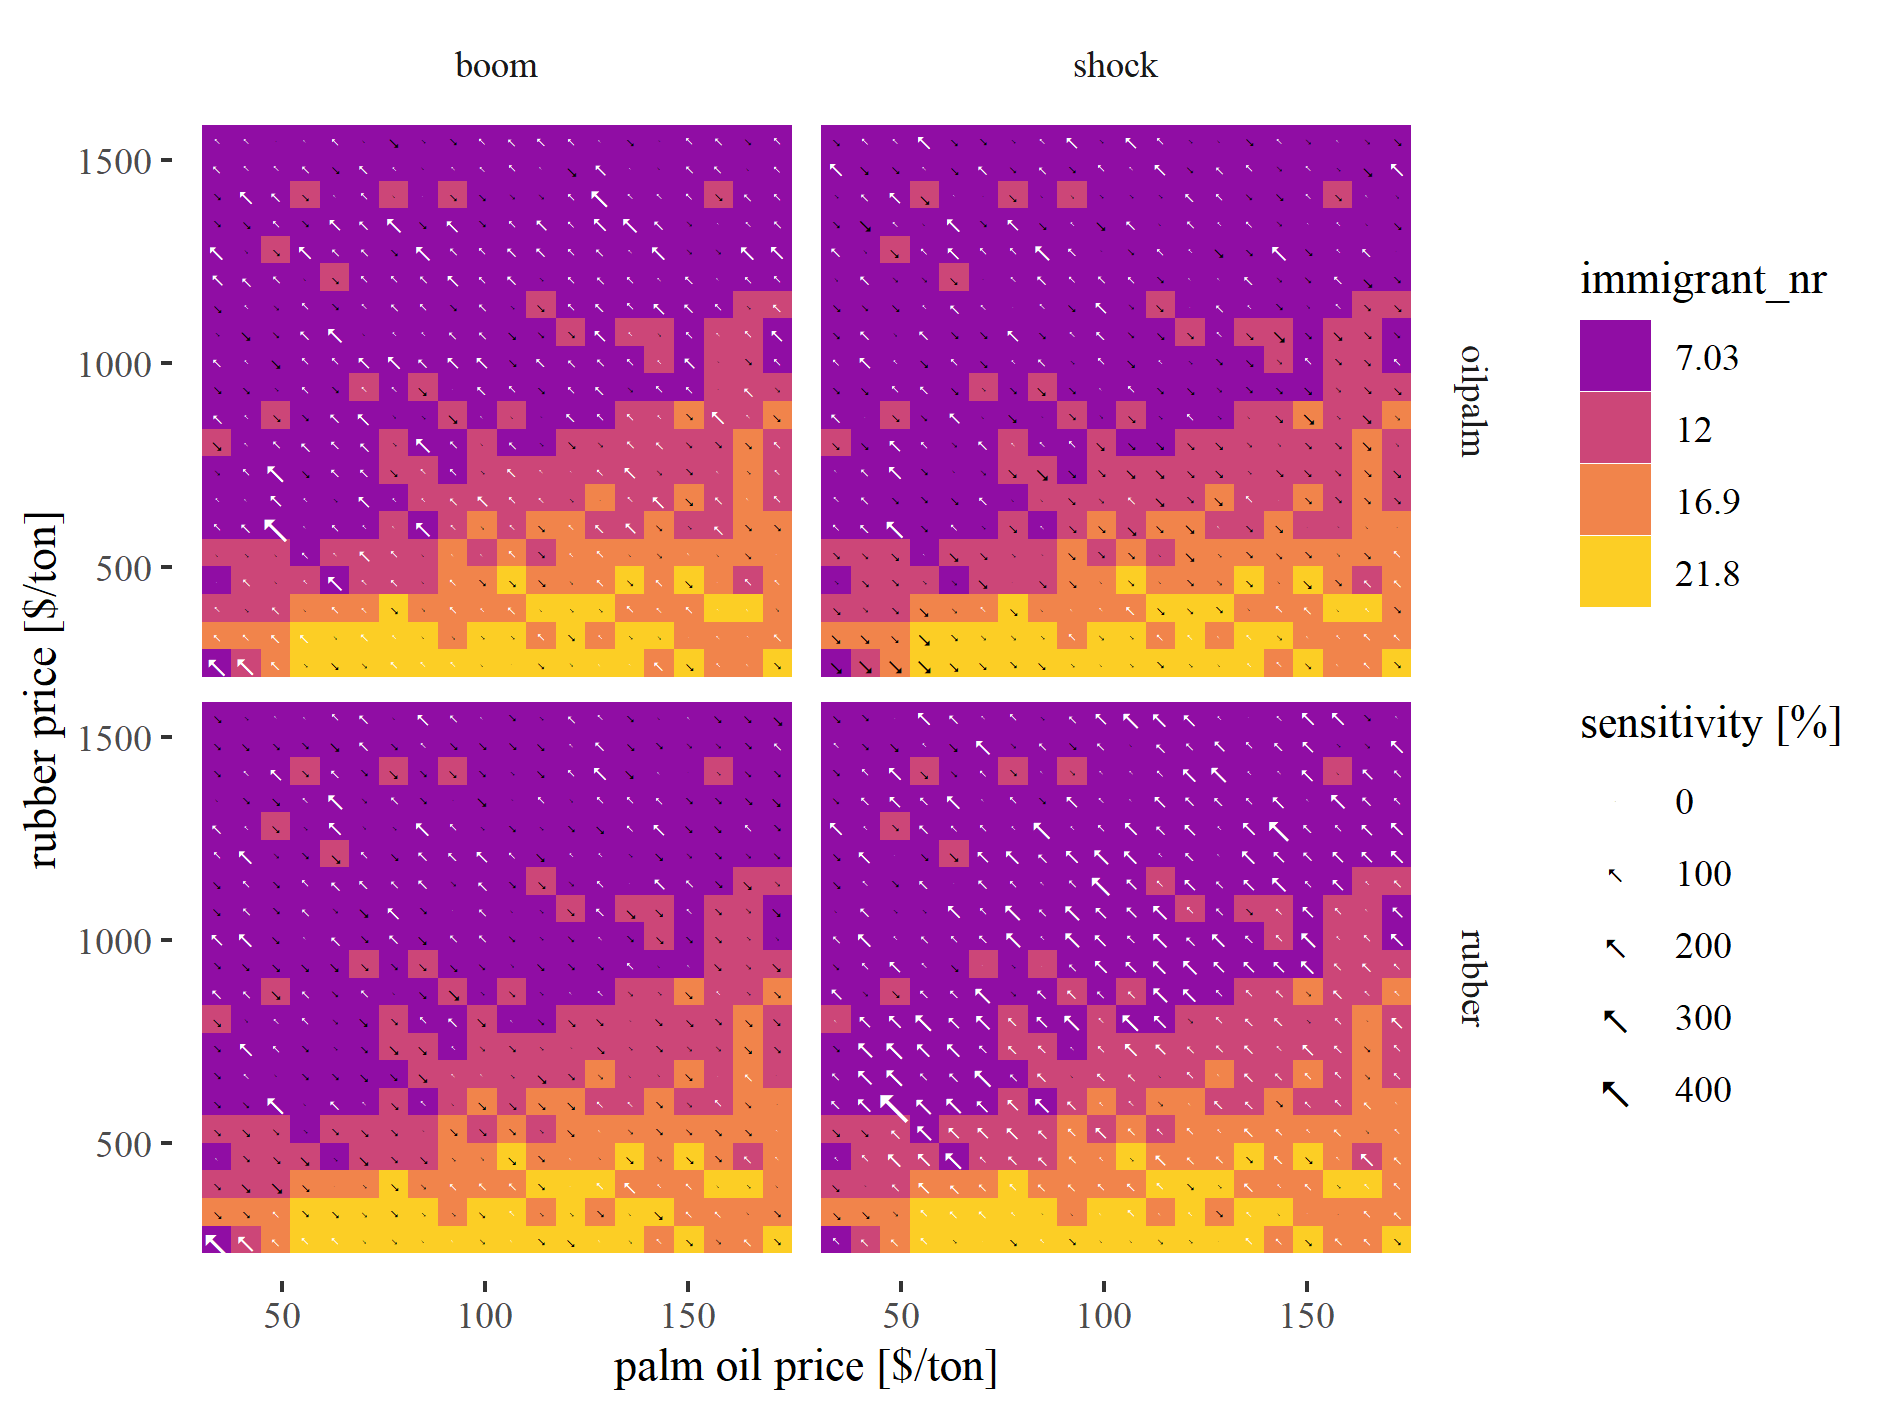 boom
shock
1500
1000
500
oilpalm
1500
1000
500
rubber
rubber price [$/ton]
50
100
150
50
100
150
palm oil price [$/ton]
immigrant_nr
7.03
12
16.9
21.8
sensitivity [%]
0
100
200
300
400